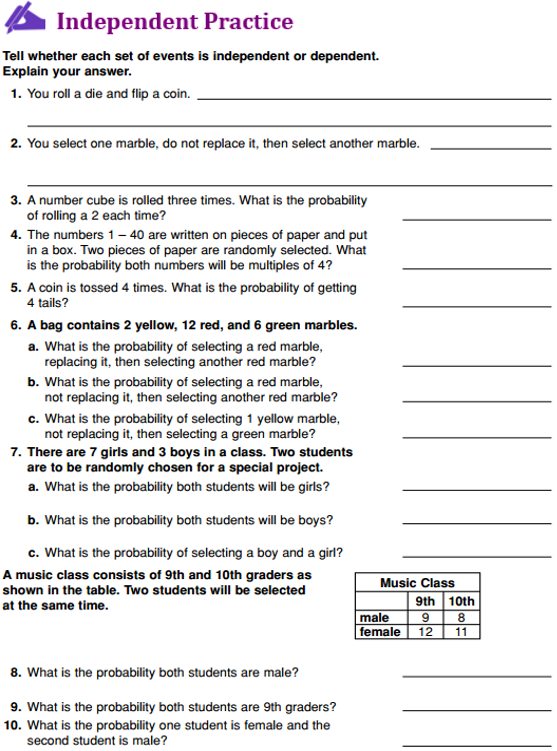 Independent Practice
Tell whether each set of events is independent or dependent.
Explain your answer.
1. You roll a die and flip a coin.
2. You select one marble, do not replace it, then select another marble.
3. A number cube is rolled three times. What is the probability
of rolling a 2 each time?
4. The numbers 1 – 40 are written on pieces of paper and put
in a box. Two pieces of paper are randomly selected. What
is the probability both numbers will be multiples of 4?
5. A coin is tossed 4 times. What is the probability of getting
4 tails?
6. A bag contains 2 yellow, 12 red, and 6 green marbles.
a. What is the probability of selecting a red marble,
replacing it, then selecting another red marble?
b. What is the probability of selecting a red marble,
not replacing it, then selecting another red marble?
c. What is the probability of selecting 1 yellow marble,
not replacing it, then selecting a green marble?
7. There are 7 girls and 3 boys in a class. Two students
are to be randomly chosen for a special project.
a. What is the probability both students will be girls?
b. What is the probability both students will be boys?
c. What is the probability of selecting a boy and a girl?
A music class consists of 9th and 10th graders as
shown in the table. Two students will be selected
at the same time.
Music Class
9th 10th
male 9 8
female 12 11
8. What is the probability both students are male?
9. What is the probability both students are 9th graders?
10. What is the probability one student is female and the
second student is male?